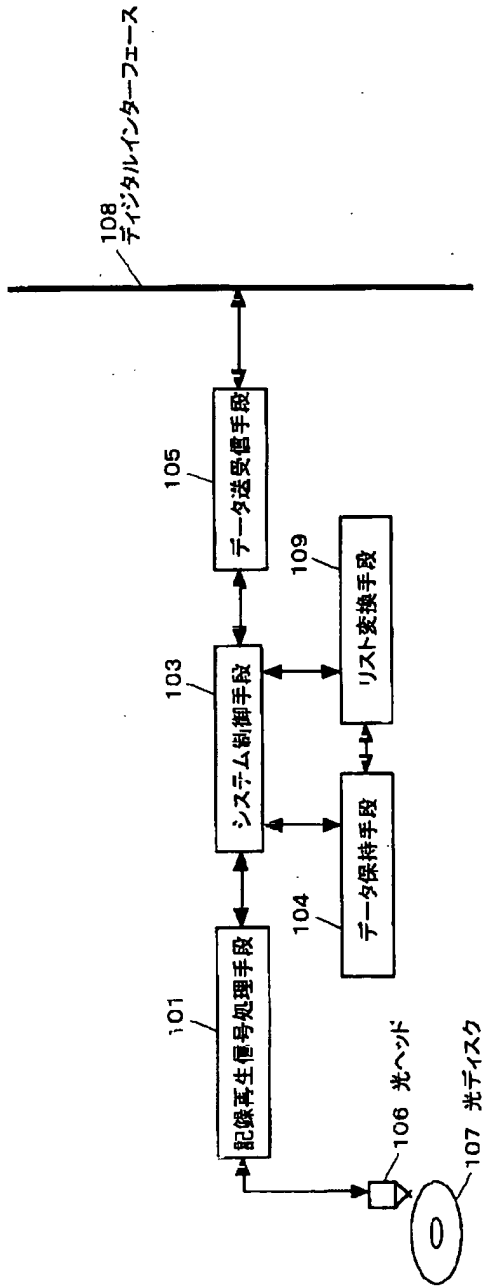 108
ディジタルインターフェース
105
データ送受信手段
109
リスト変換手段
103
システム制御手段
104
データ保持手段
101
記録再生信号処理手段
106 光ヘッド
107 光ディスク